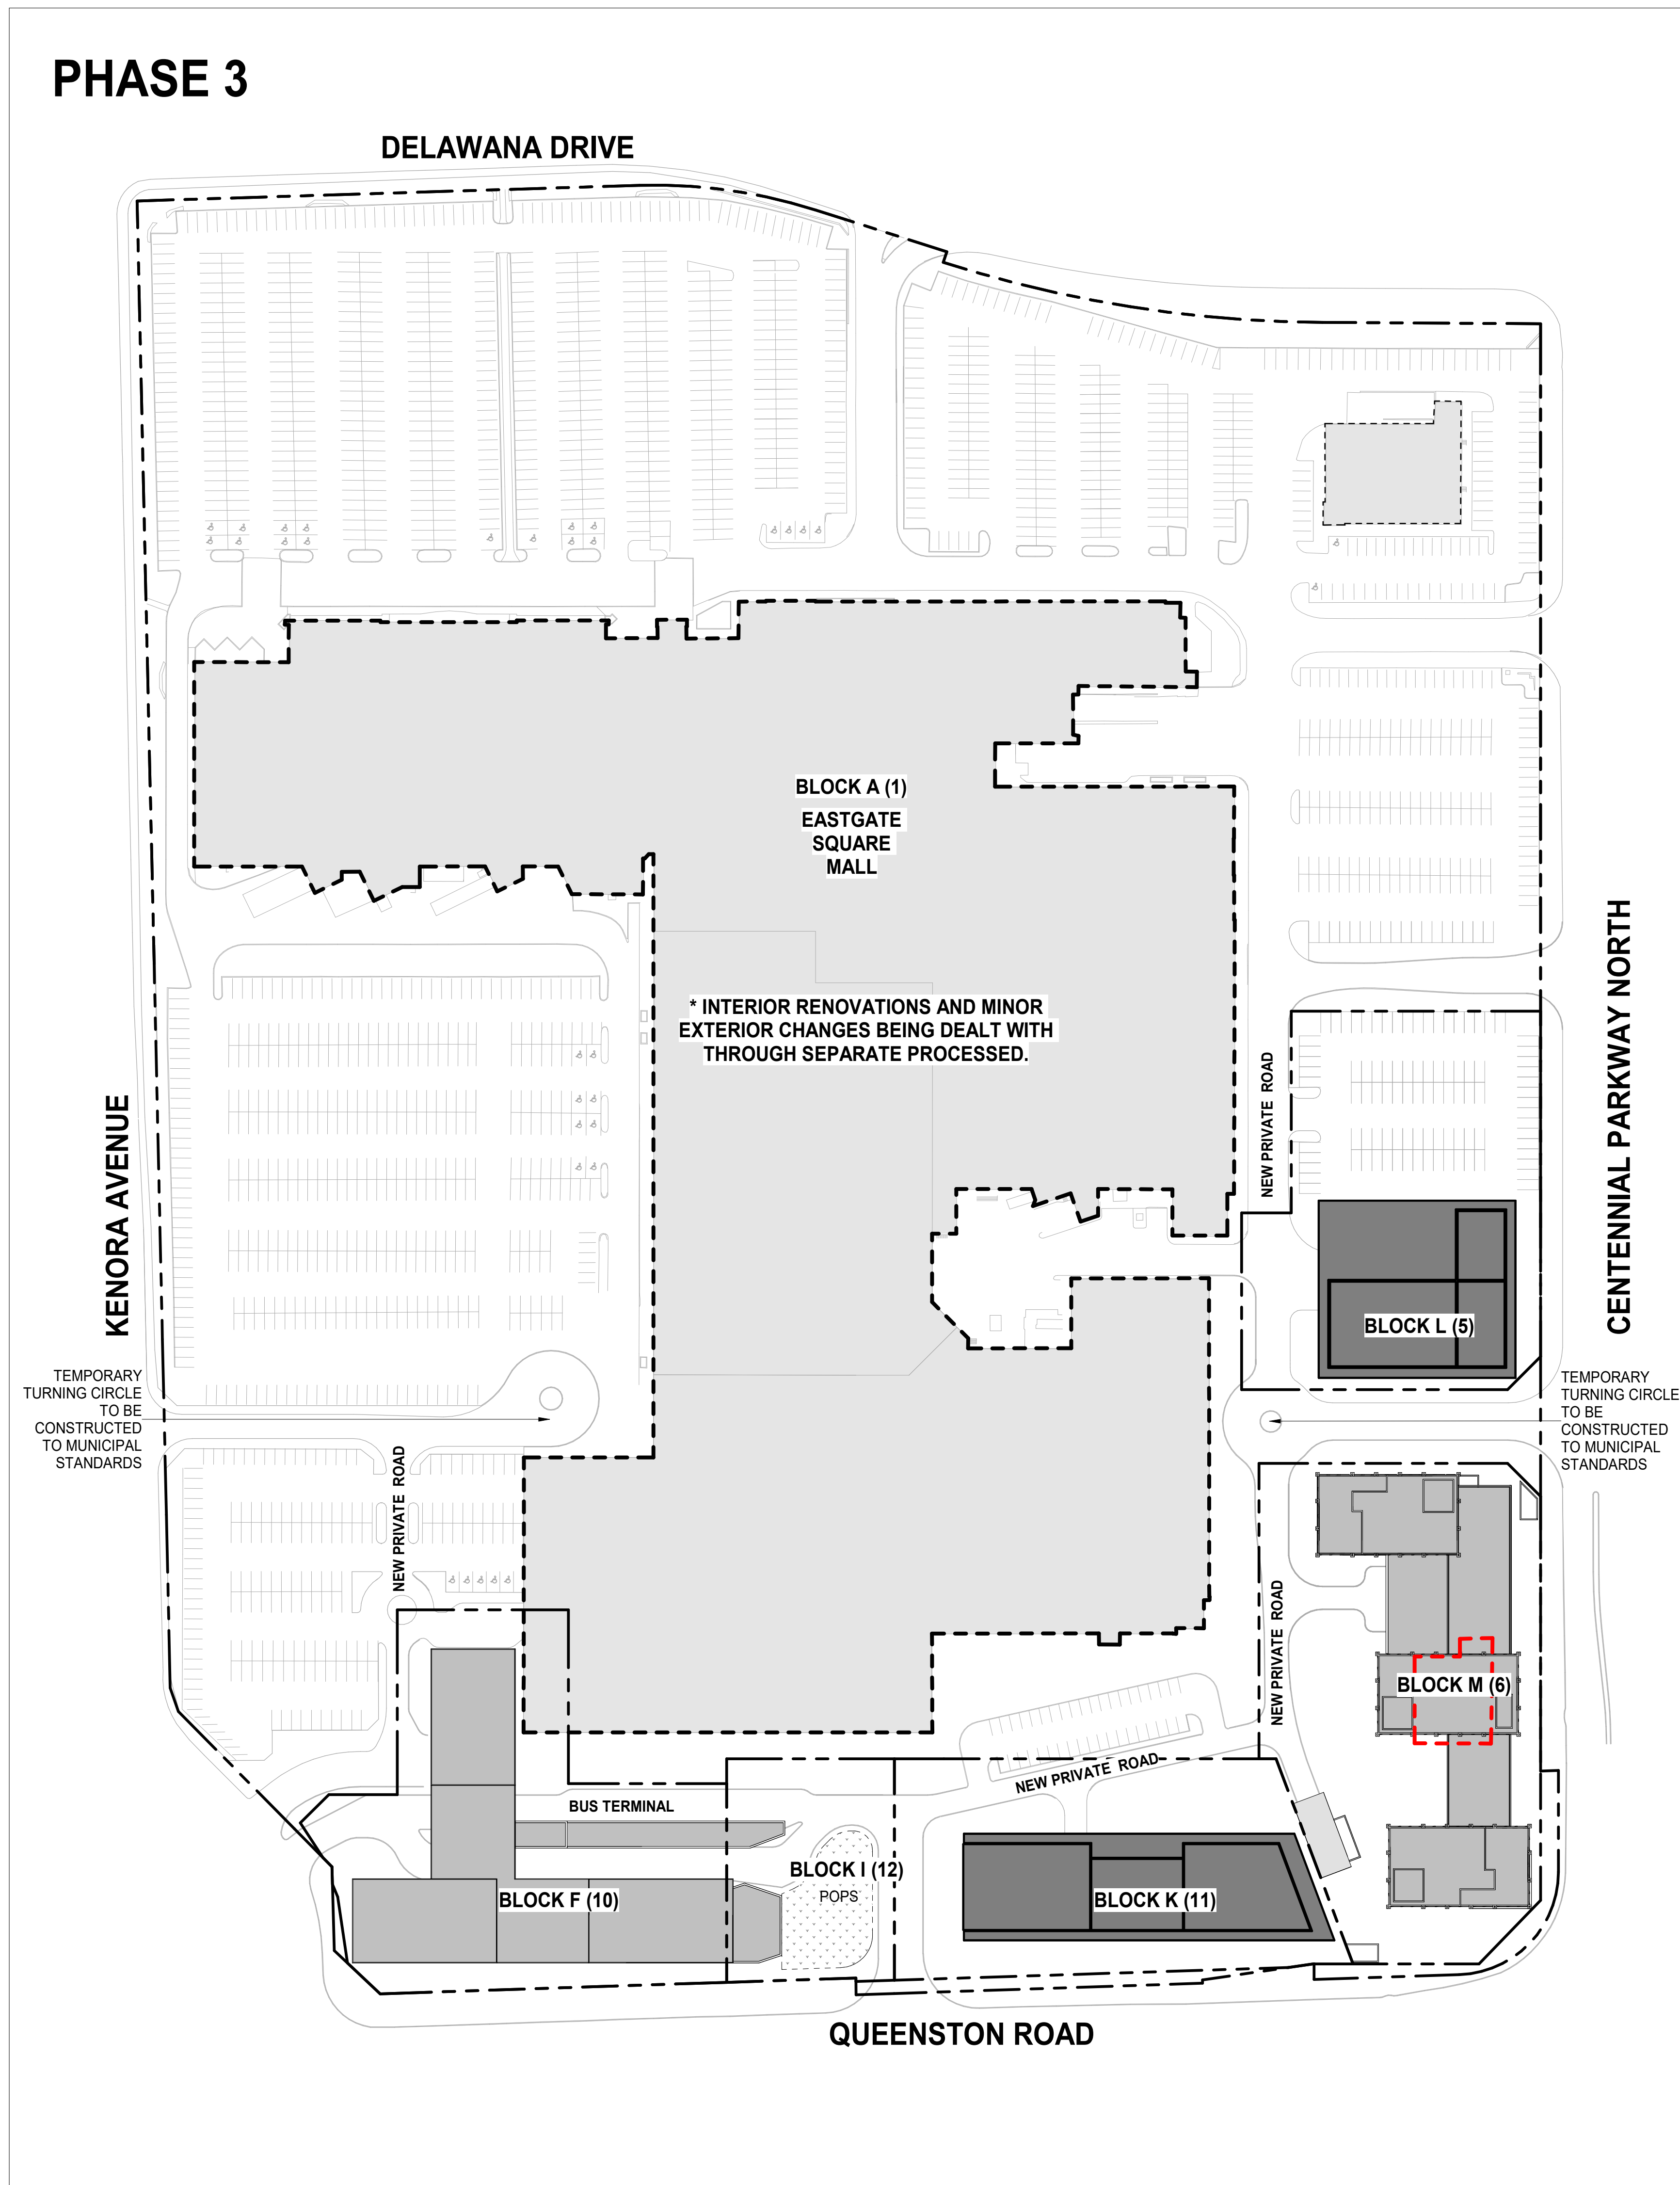 PHASE 3
DELAWANA DRIVE
BLOCK A (1)
EASTGATE
SQUARE
MALL
* INTERIOR RENOVATIONS AND MINOR
EXTERIOR CHANGES BEING DEALT WITH
THROUGH SEPARATE PROCESSED.
KENORA AVENUE
CENTENNIAL PARKWAY NORTH
NEW PRIVATE ROAD
BLOCK L (5)
TEMPORARY
TURNING CIRCLE
TO BE
CONSTRUCTED
TO MUNICIPAL
STANDARDS
TEMPORARY
TURNING CIRCLE
TO BE
CONSTRUCTED
TO MUNICIPAL
STANDARDS
NEW PRIVATE ROAD
NEW PRIVATE ROAD
BLOCK M (6)
NEW PRIVATE ROAD
BUS TERMINAL
BLOCK I (12)
POPS
BLOCK F (10)
BLOCK K (11)
QUEENSTON ROAD